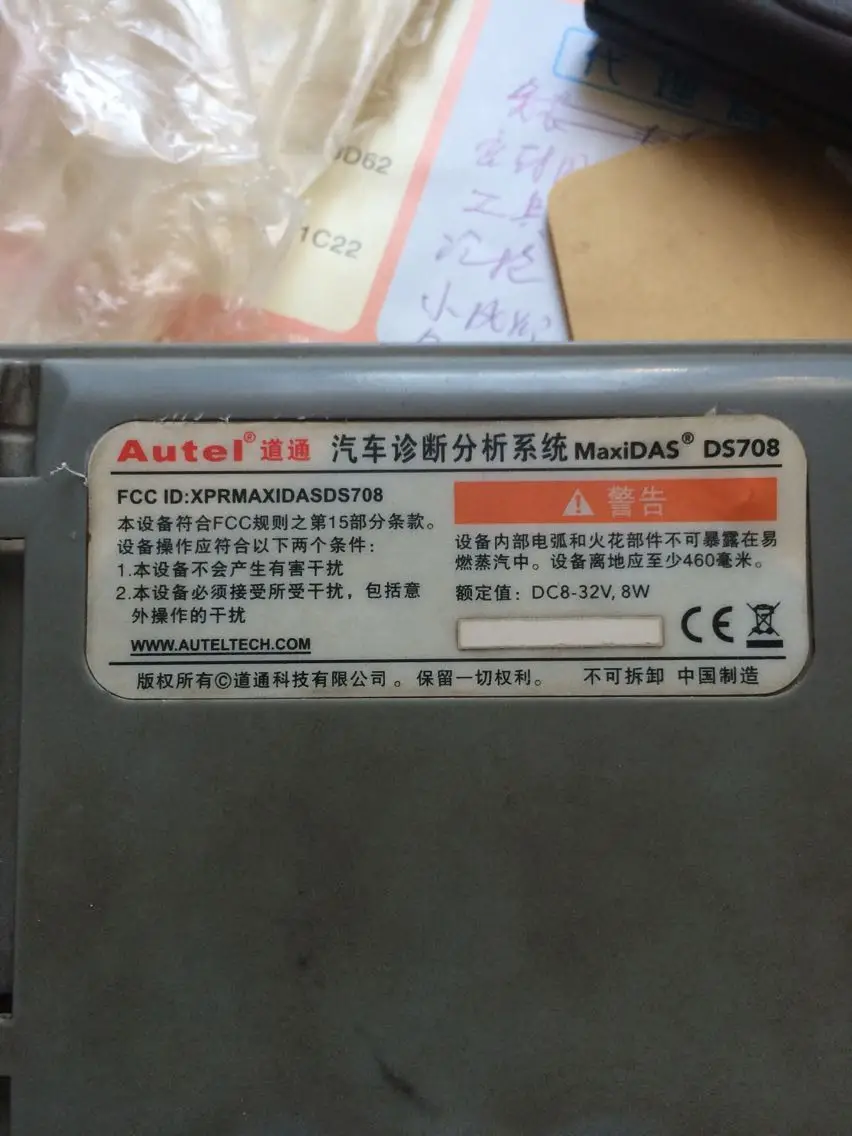 代理
D62
1C22
工具
Autel® 道通 汽车诊断分析系统 MaxiDAS® DS708
FCC ID:XPRMAXIDASDS708
本设备符合FCC规则之第15部分条款。
设备操作应符合以下两个条件：
1.本设备不会产生有害干扰
2.本设备必须接受所受干扰，包括意
外操作的干扰
WWW.AUTELTECH.COM
警告
设备内部电弧和火花部件不可暴露在易
燃蒸汽中。设备离地应至少460毫米。
额定值：DC8-32V, 8W
CE
版权所有©道通科技有限公司。保留一切权利。 不可拆卸 中国制造